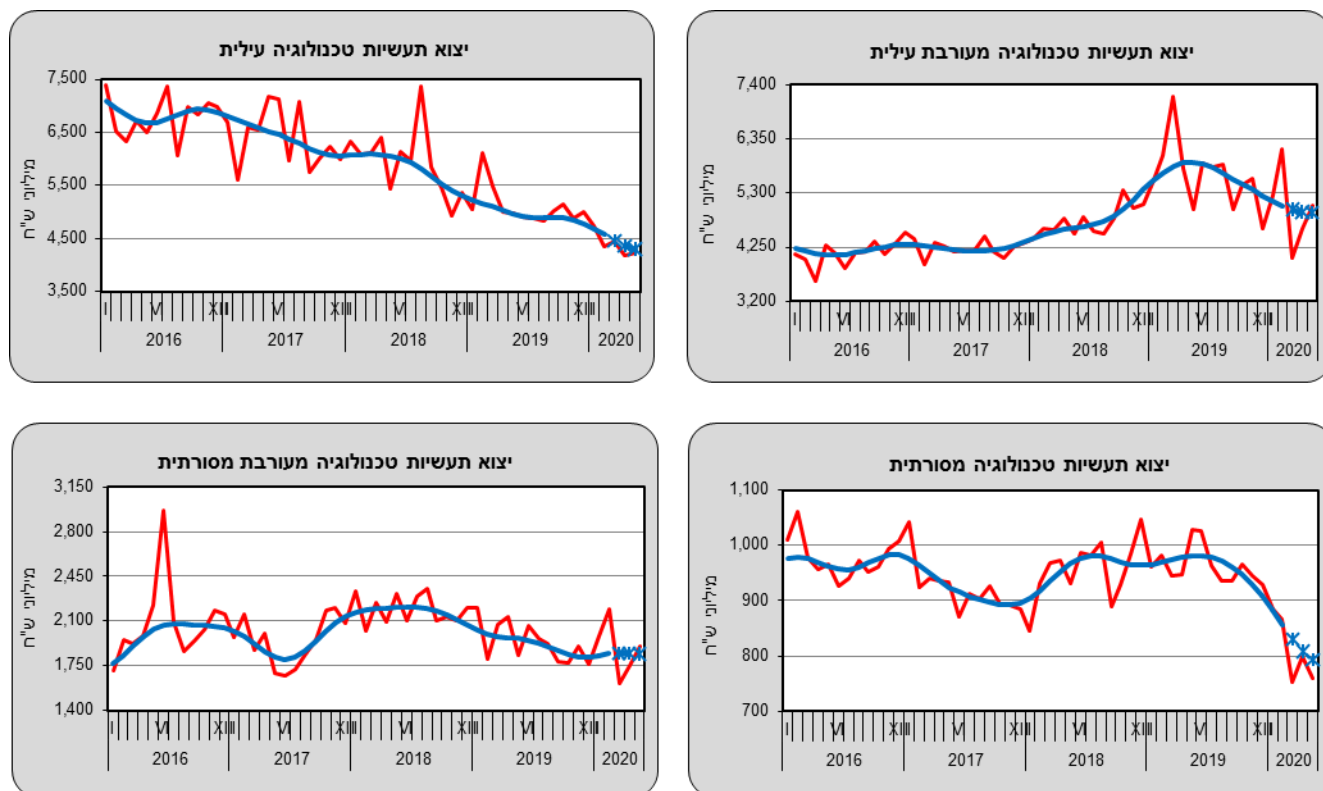 יצוא תעשיות טכנולוגיה עילית
מיליוני ש"ח
7,500
6,500
5,500
4,500
3,500
I VI XII I VI XII I VI XII I VI XII I
2016 2017 2018 2019 2020
יצוא תעשיות טכנולוגיה מעורבת עילית
מיליוני ש"ח
7,400
6,350
5,300
4,250
3,200
I VI XII I VI XII I VI XII I VI XII I
2016 2017 2018 2019 2020
יצוא תעשיות טכנולוגיה מעורבת מסורתית
מיליוני ש"ח
3,150
2,800
2,450
2,100
1,750
1,400
I VI XII I VI XII I VI XII I VI XII I
2016 2017 2018 2019 2020
יצוא תעשיות טכנולוגיה מסורתית
מיליוני ש"ח
1,100
1,000
900
800
700
I VI XII I VI XII I VI XII I VI XII I
2016 2017 2018 2019 2020